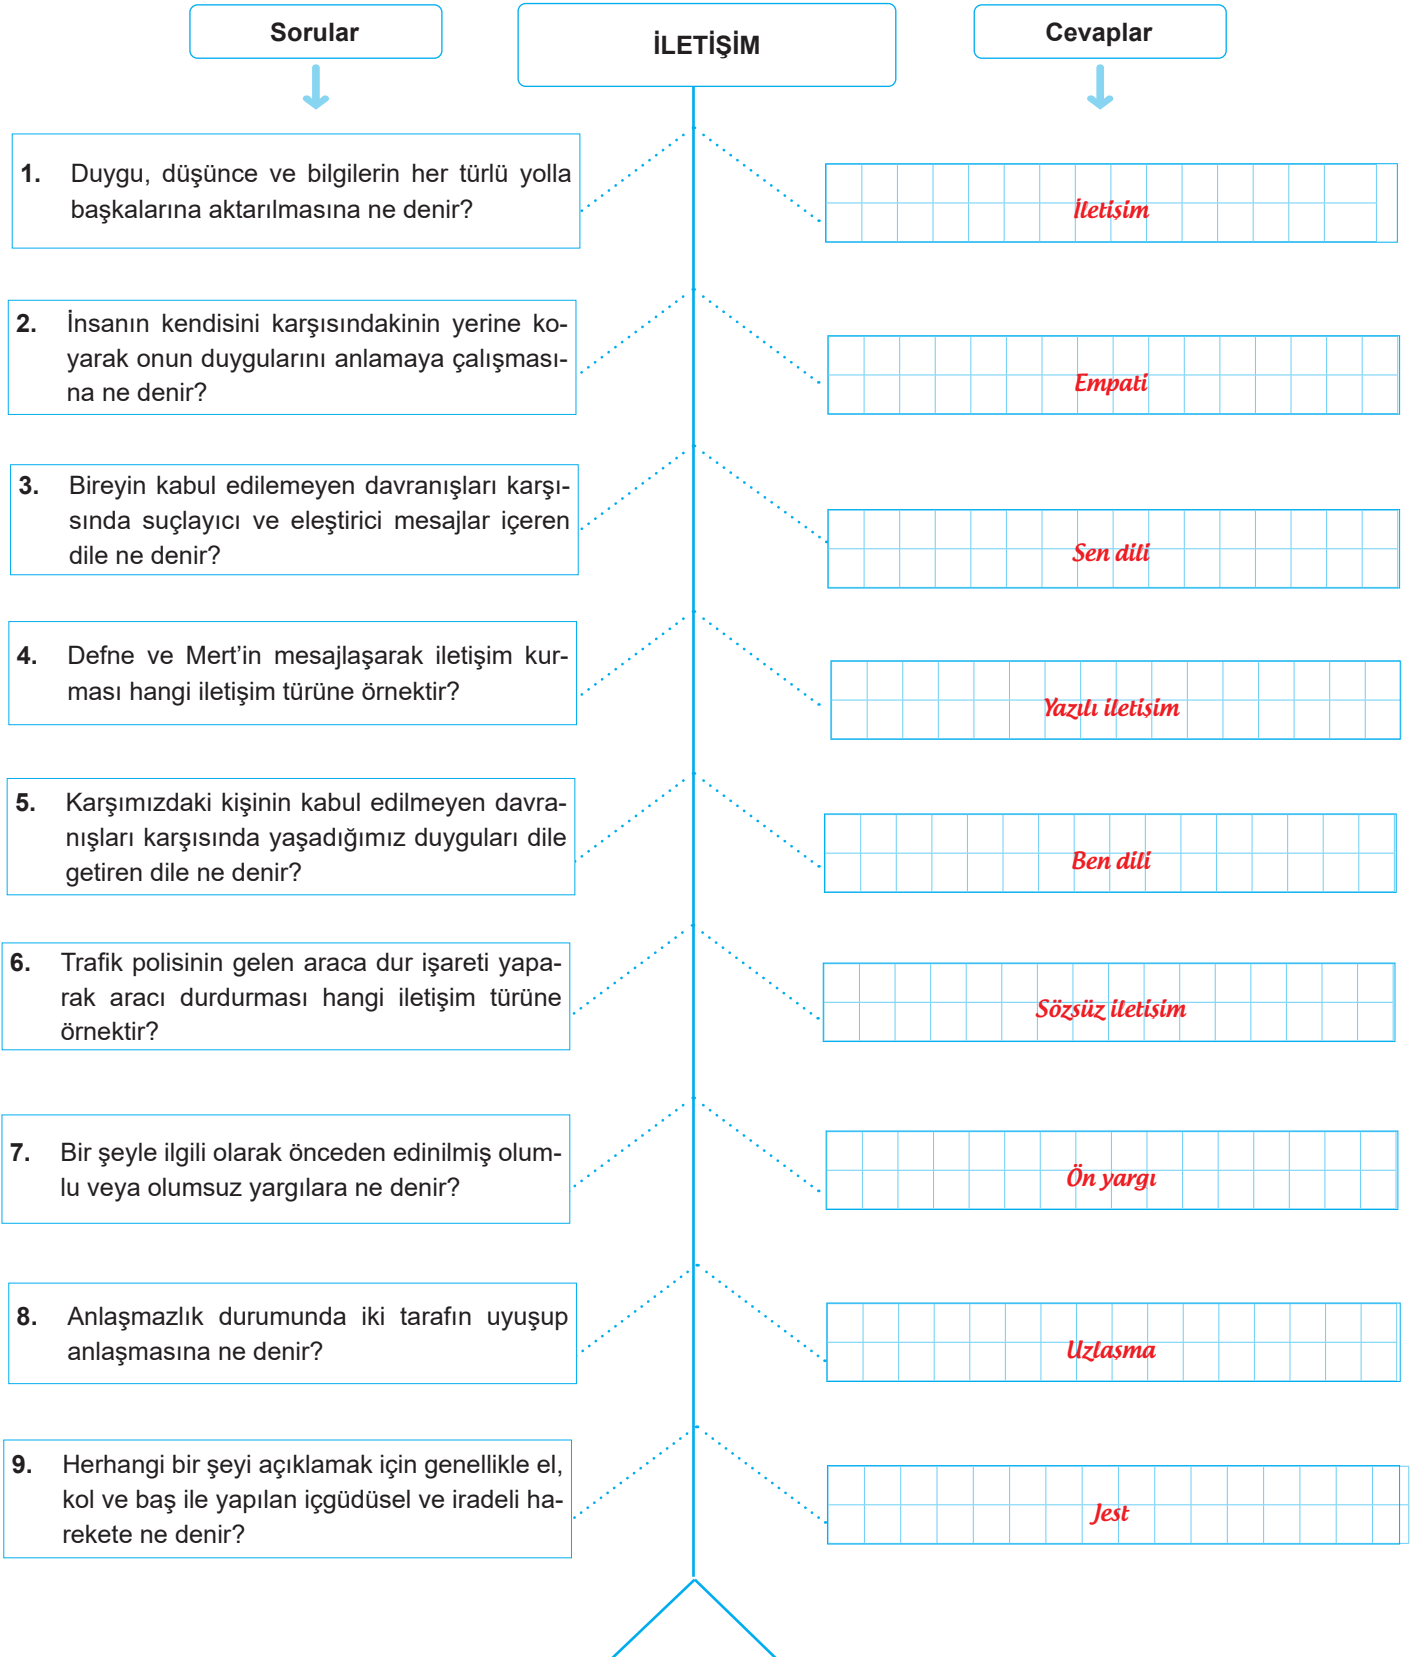 Sorular
İLETİŞİM
Cevaplar
1. Duygu, düşünce ve bilgilerin her türlü yolla
başkalarına aktarılmasına ne denir?
İletişim
2. İnsanın kendisini karşısındakinin yerine ko-
yarak onun duygularını anlamaya çalışması-
na ne denir?
Empati
3. Bireyin kabul edilemeyen davranışları karşı-
sında suçlayıcı ve eleştirici mesajlar içeren
dile ne denir?
Sen dili
4. Defne ve Mert’in mesajlaşarak iletişim kur-
ması hangi iletişim türüne örnektir?
Yazılı iletişim
5. Karşımızdaki kişinin kabul edilmeyen davra-
nışları karşısında yaşadığımız duyguları dile
getiren dile ne denir?
Ben dili
6. Trafik polisinin gelen araca dur işareti yapa-
rak aracı durdurması hangi iletişim türüne
örnektir?
Sözsüz iletişim
7. Bir şeyle ilgili olarak önceden edinilmiş olum-
lu veya olumsuz yargılara ne denir?
Ön yargı
8. Anlaşmazlık durumunda iki tarafın uyuşup
anlaşmasına ne denir?
Uzlaşma
9. Herhangi bir şeyi açıklamak için genellikle el,
kol ve baş ile yapılan içgüdüsel ve iradeli ha-
rekete ne denir?
Jest